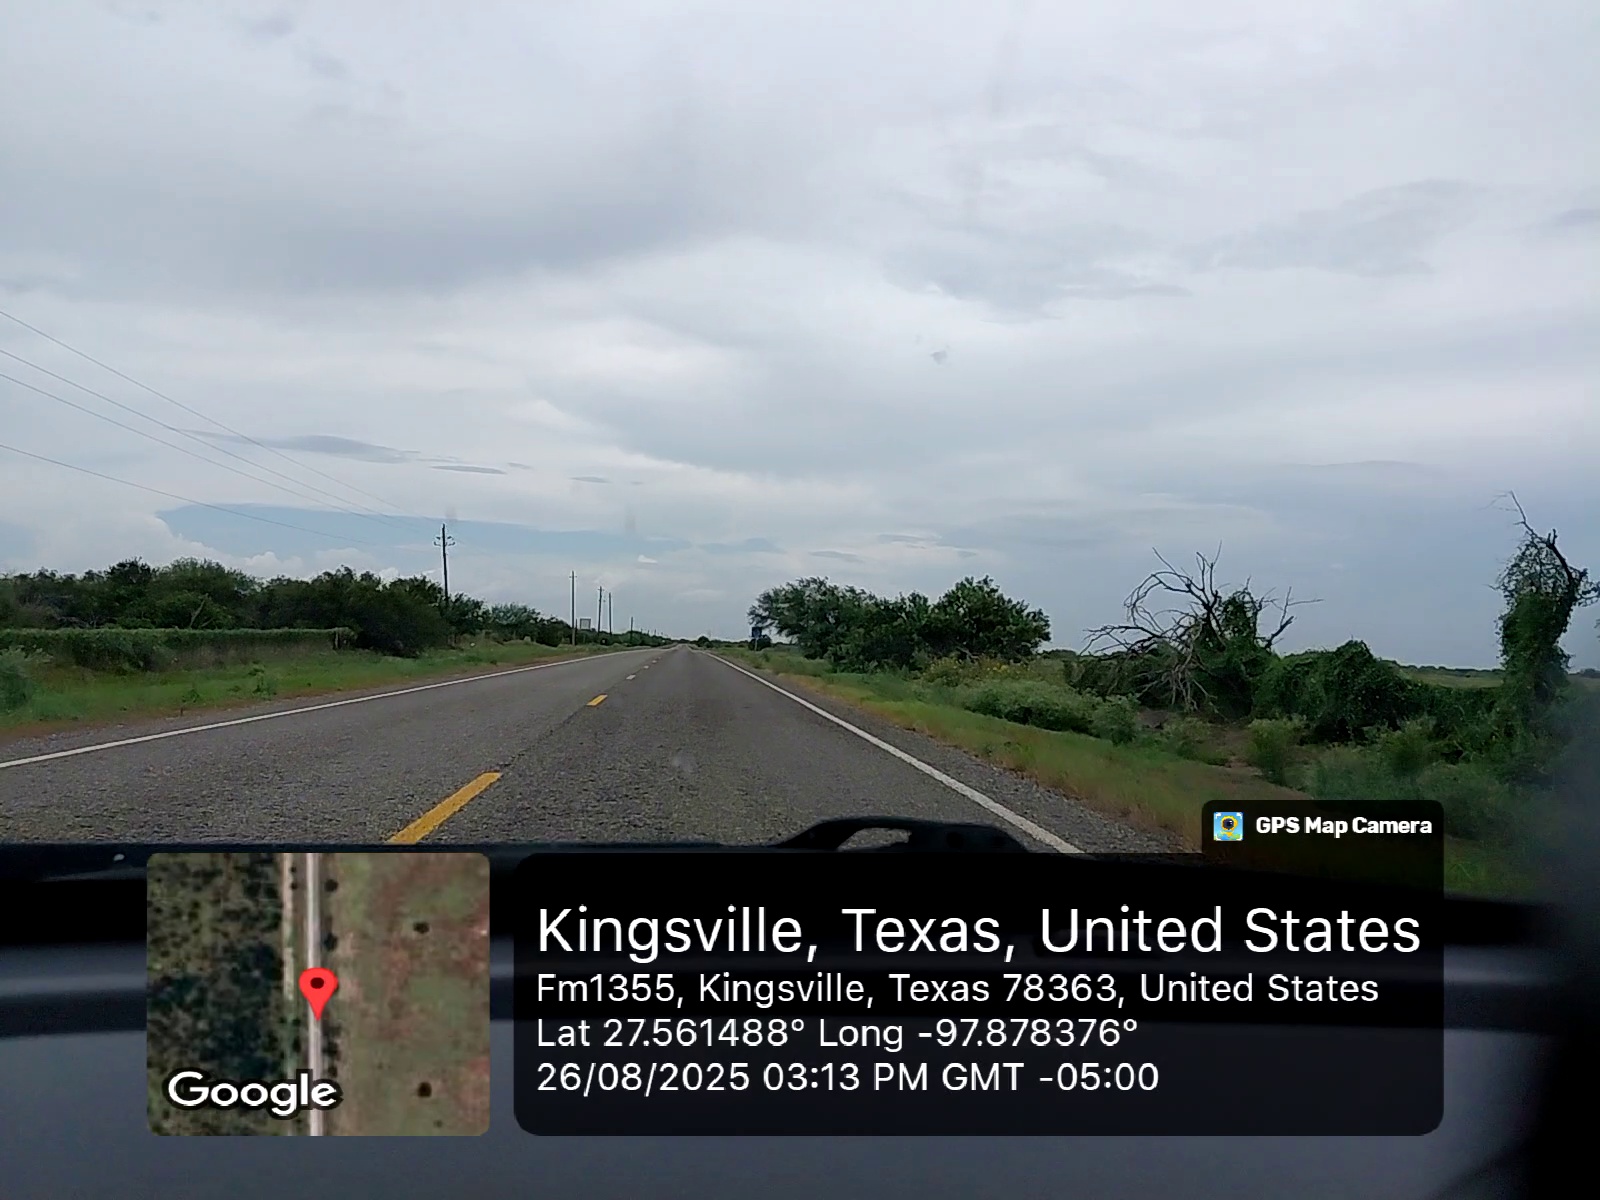 GPS Map Camera
Kingsville, Texas, United States
Fm1355, Kingsville, Texas 78363, United States
Lat 27.561488° Long -97.878376°
26/08/2025 03:13 PM GMT -05:00
Google